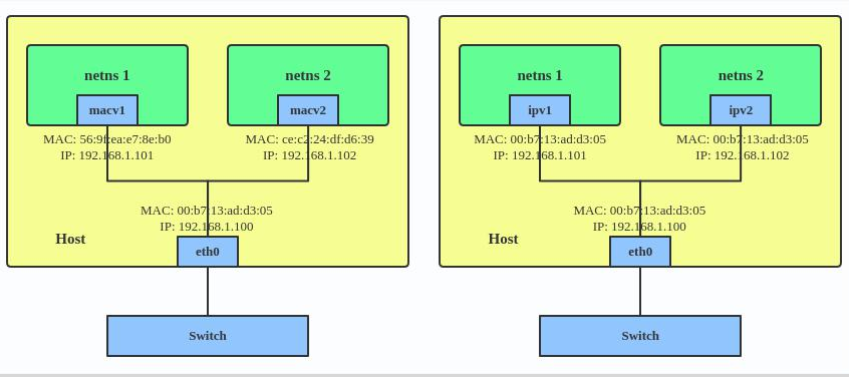 netns 1
netns 2
macv1
macv2
MAC: 56:9f:ea:e7:8e:b0
IP: 192.168.1.101
MAC: ce:c2:24:df:d6:39
IP: 192.168.1.102
MAC: 00:b7:13:ad:d3:05
IP: 192.168.1.100
Host
eth0
Switch
netns 1
netns 2
ipv1
ipv2
MAC: 00:b7:13:ad:d3:05
IP: 192.168.1.101
MAC: 00:b7:13:ad:d3:05
IP: 192.168.1.102
MAC: 00:b7:13:ad:d3:05
IP: 192.168.1.100
Host
eth0
Switch